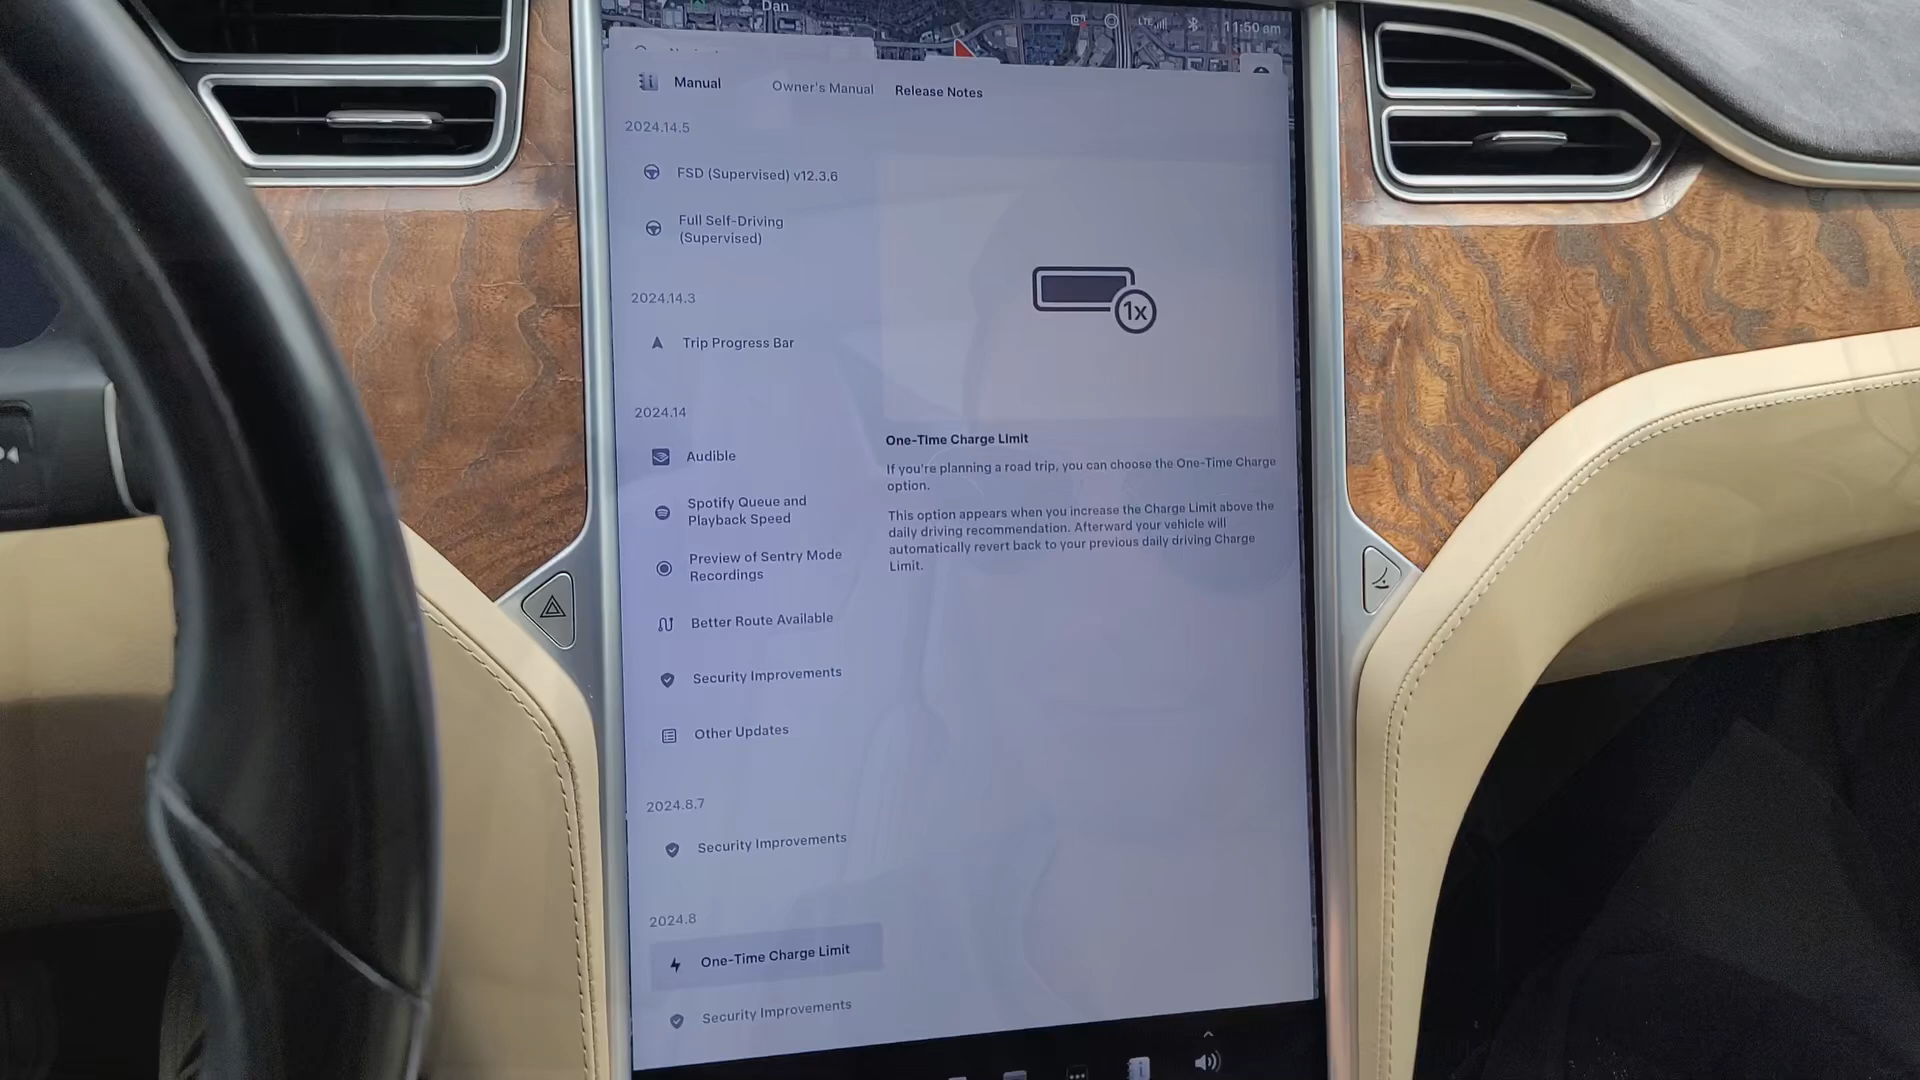 Dan
LTE
11:50 am
Manual
Owner's Manual
Release Notes
2024.14.5
FSD (Supervised) v12.3.6
Full Self-Driving
(Supervised)
2024.14.3
Trip Progress Bar
2024.14
Audible
Spotify Queue and
Playback Speed
Preview of Sentry Mode
Recordings
Better Route Available
Security Improvements
Other Updates
2024.8.7
Security Improvements
2024.8
One-Time Charge Limit
Security Improvements
1x
One-Time Charge Limit
If you're planning a road trip, you can choose the One-Time Charge
option.
This option appears when you increase the Charge Limit above the
daily driving recommendation. Afterward your vehicle will
automatically revert back to your previous daily driving Charge
Limit.